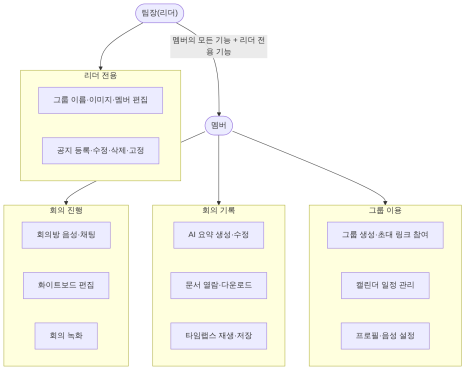 팀장(리더)
멤버의 모든 기능 + 리더 전
용 기능
리더 전용
그룹 이름·이미지·멤버 편집
공지 등록·수정·삭제·고정
멤버
회의 진행
회의방 음성·채팅
화이트보드 편집
회의 녹화
회의 기록
AI 요약 생성·수정
문서 열람·다운로드
타임랩스 재생·저장
그룹 이용
그룹 생성·초대 링크 참여
캘린더 일정 관리
프로필·음성 설정